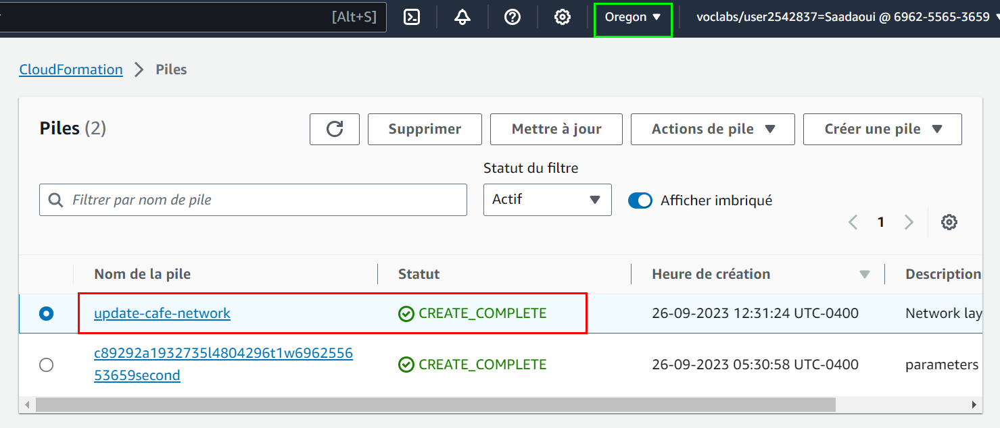 [Alt+S]
Oregon
voclabs/user2542837=Saadaoui @ 6962-5565-3659
CloudFormation
Piles
Piles (2)
Supprimer
Mettre à jour
Actions de pile
Créer une pile
Statut du filtre
Filtrer par nom de pile
Actif
Afficher imbriqué
1
Nom de la pile
Statut
Heure de création
Description
update-cafe-network
CREATE_COMPLETE
26-09-2023 12:31:24 UTC-0400
Network lay
c89292a1932735l4804296t1w6962556
53659second
CREATE_COMPLETE
26-09-2023 05:30:58 UTC-0400
parameters